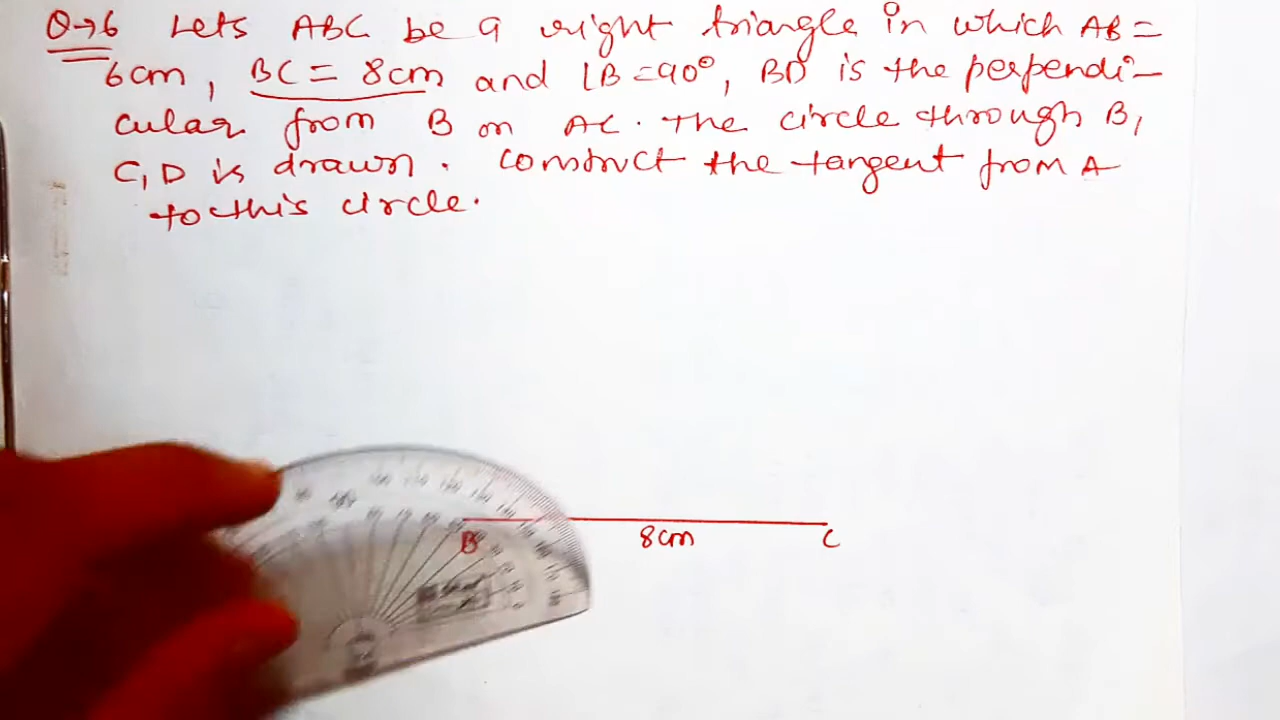 Q→6 Lets ABC be a right triangle in which AB =
6cm, BC = 8cm and ∠B = 90°, BD is the perpendi-
cular from B on AC. The circle through B,
C, D is drawn. construct the tangent from A
to this circle.
B 8cm C